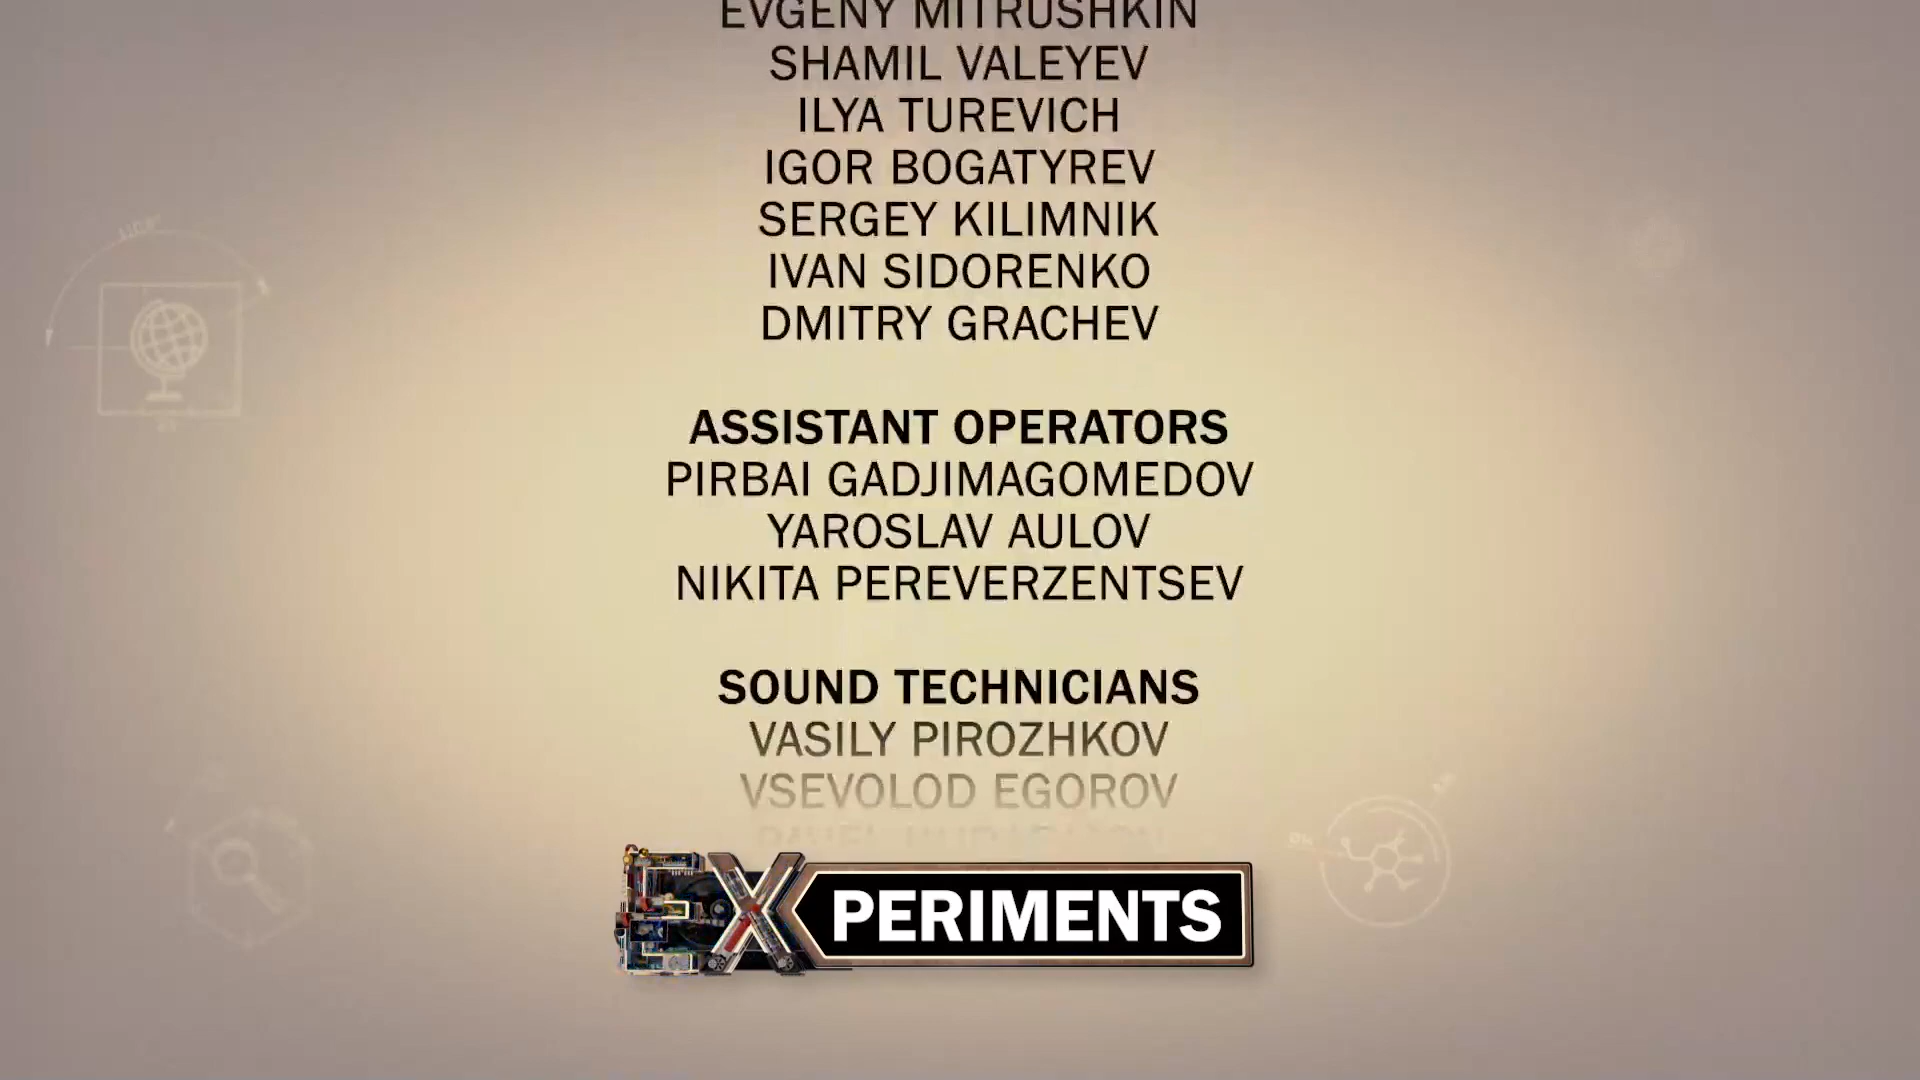 EVGENY MITRUSHKIN
SHAMIL VALEYEV
ILYA TUREVICH
IGOR BOGATYREV
SERGEY KILIMNIK
IVAN SIDORENKO
DMITRY GRACHEV
ASSISTANT OPERATORS
PIRBAI GADJIMAGOMEDOV
YAROSLAV AULOV
NIKITA PEREVERZENTSEV
SOUND TECHNICIANS
VASILY PIROZHKOV
VSEVOLOD EGOROV
EXPERIMENTS